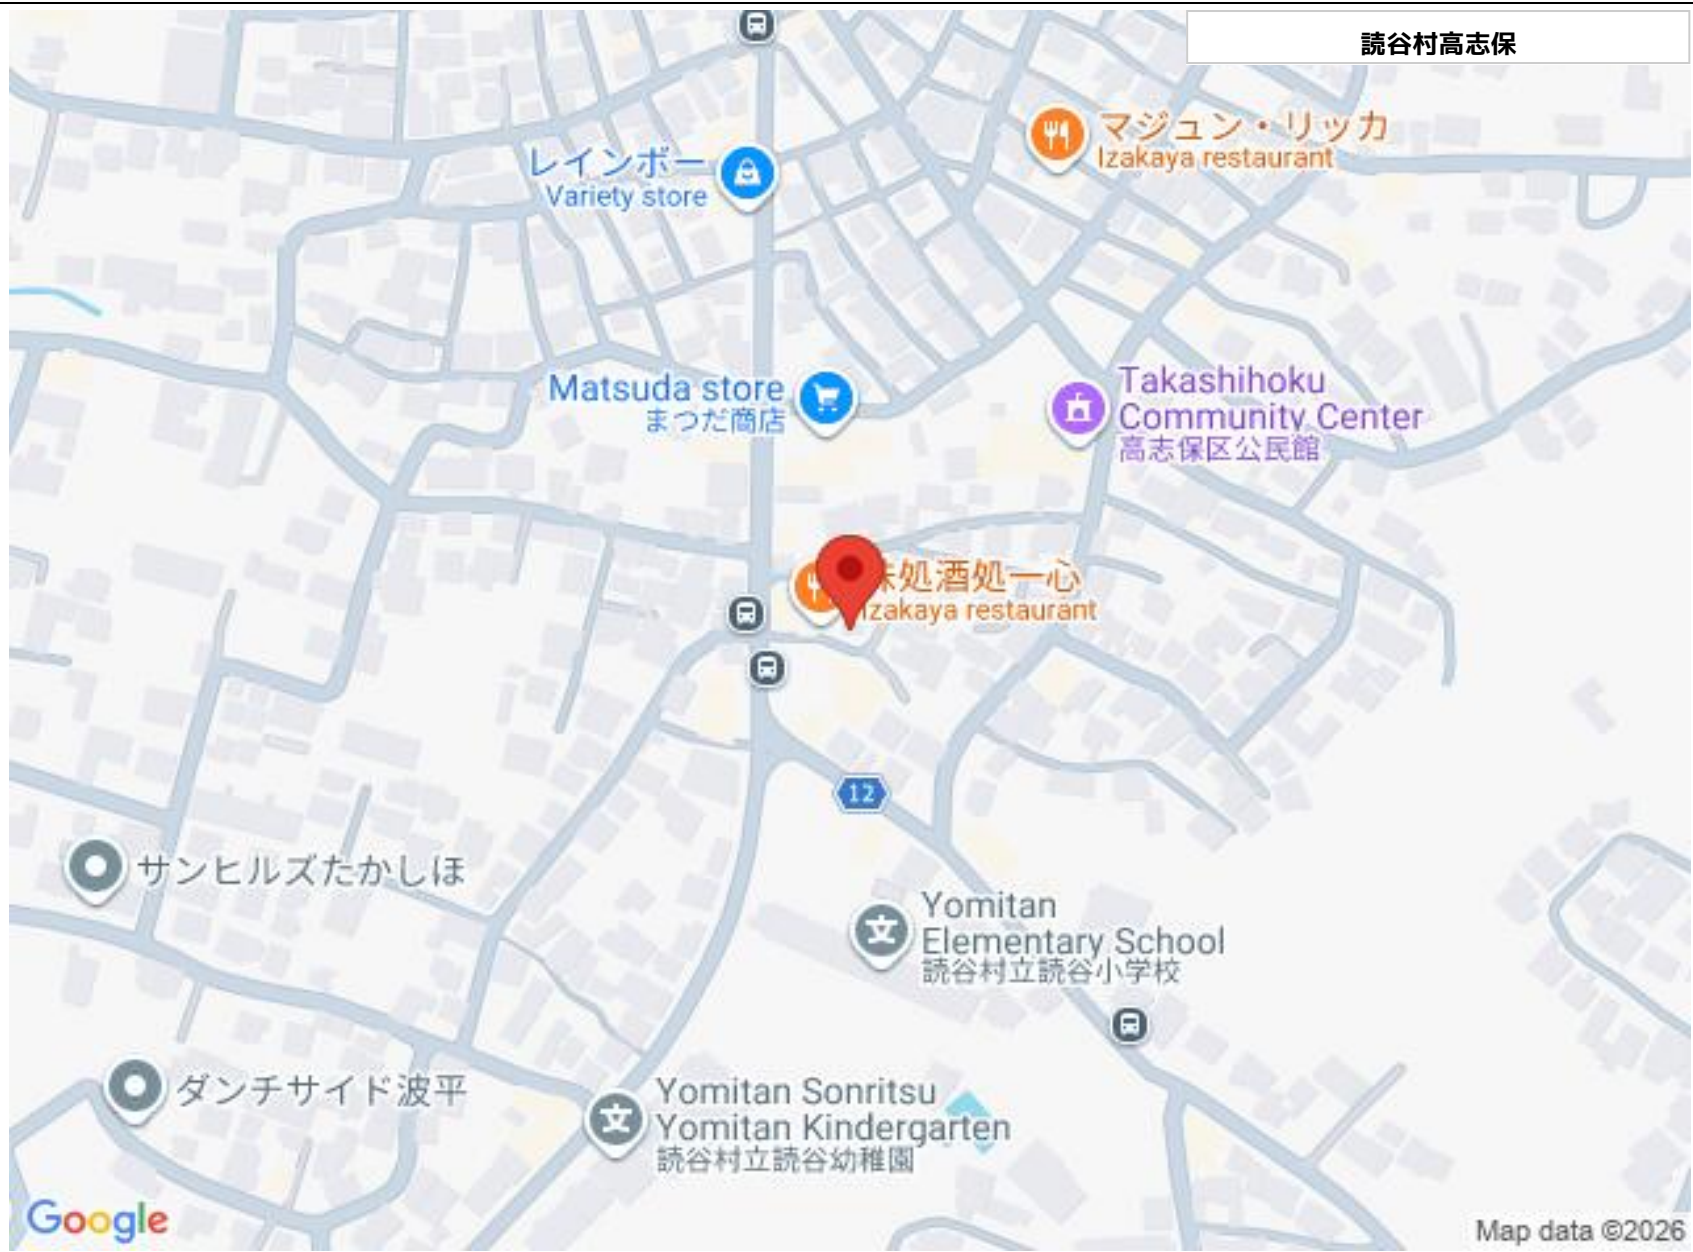 読谷村高志保
マジュン・リッカ
Izakaya restaurant
レインボー
Variety store
Matsuda store
まつだ商店
Takashihoku
Community Center
高志保区公民館
処酒処一心
Izakaya restaurant
12
サンヒルズたかしほ
Yomitan
Elementary School
読谷村立読谷小学校
ダンチサイド波平
Yomitan Sonritsu
Yomitan Kindergarten
読谷村立読谷幼稚園
文
文
Google
Map data ©2026